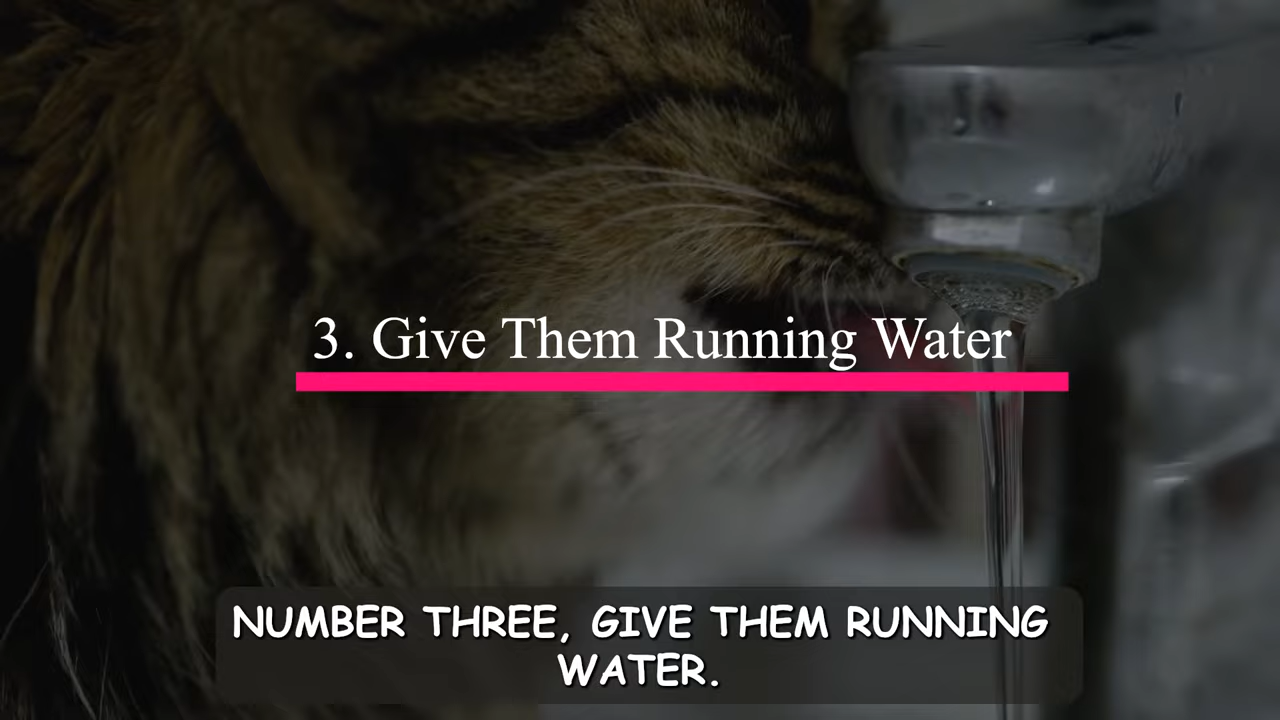 3. Give Them Running Water
NUMBER THREE, GIVE THEM RUNNING
WATER.